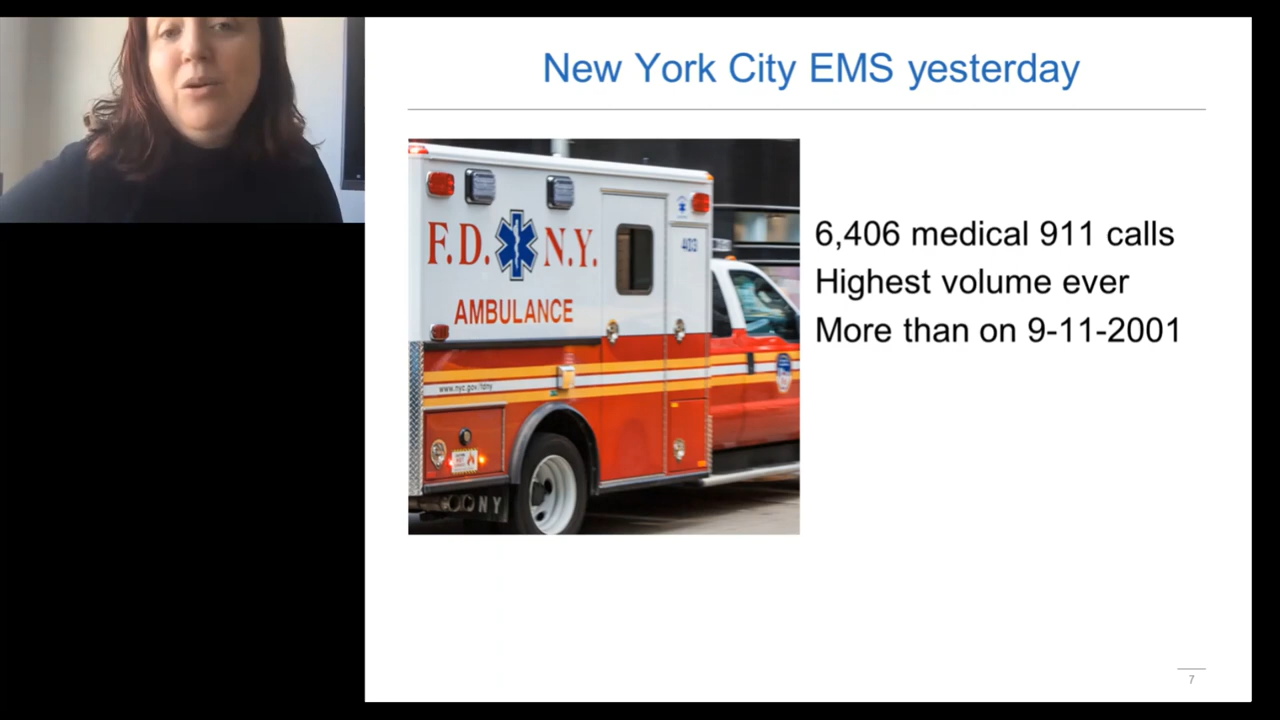 New York City EMS yesterday
F.D. N.Y.
403
AMBULANCE
www.nyc.gov/fdny
DNY
6,406 medical 911 calls
Highest volume ever
More than on 9-11-2001
7